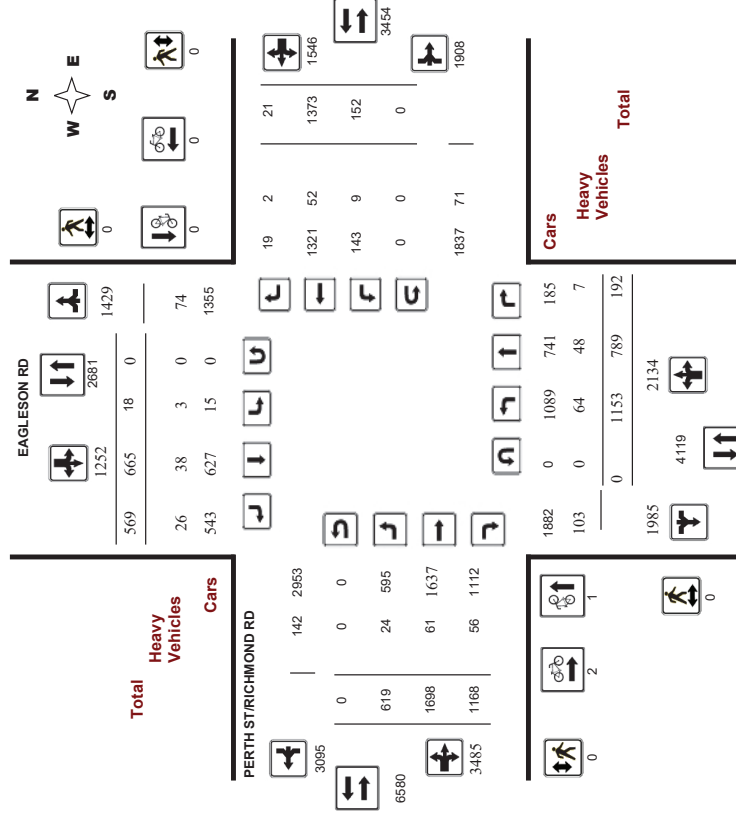 N
W E
S
0
0
0
0
EAGLESON RD
2681
1252
1429
569 665 18 0
26 38 3 0 74
543 627 15 0 1355
Total
Heavy
Vehicles
Cars
PERTH ST/RICHMOND RD
3095
142 2953
0 0 0
619 24 595
1698 61 1637
1168 56 1112
6580
3485
19 2 21
1321 52 1373
143 9 152
0 0 0
1837 71
1546
3454
1908
Cars
Heavy
Vehicles
Total
1882 0 1089 741 185
103 0 64 48 7
0 1153 789 192
1985
4119
2134
0
2
1
0